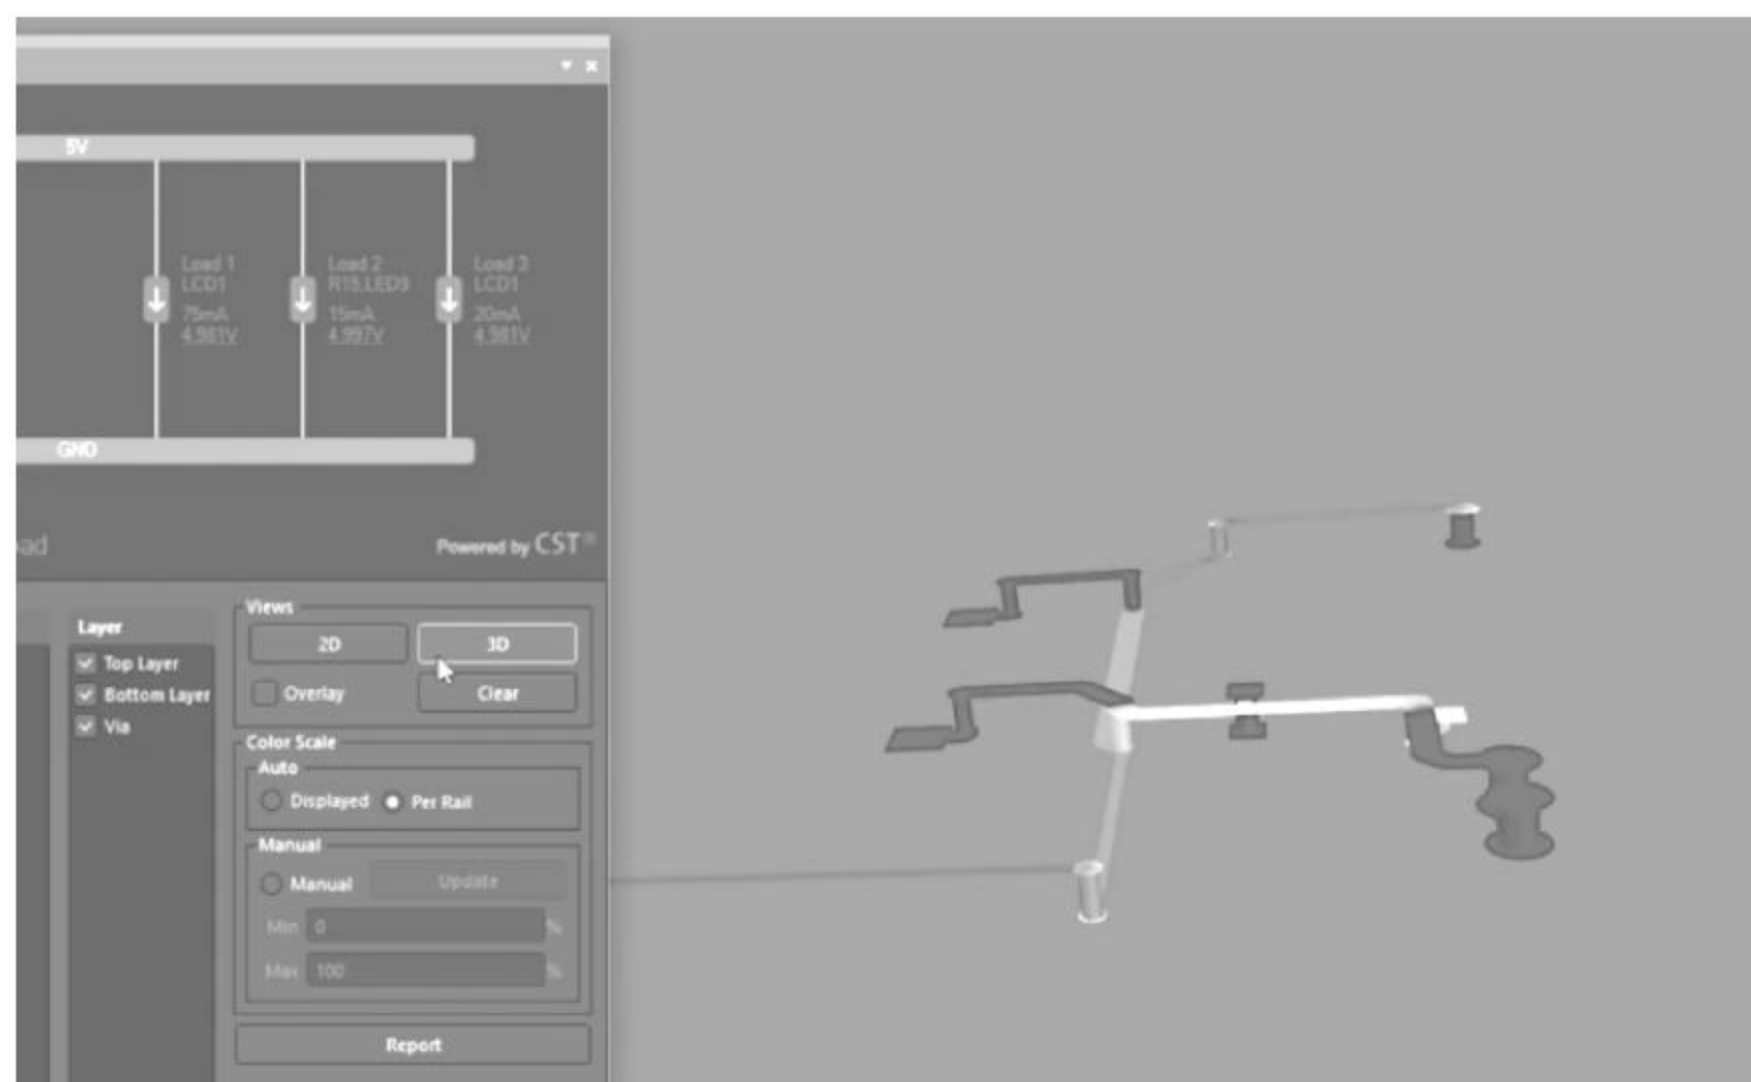 5V
Load 1
LCD1
75mA
4.981V
Load 2
R15,LED9
15mA
4.997V
Load 3
LCD1
20mA
4.981V
GND
Powered by CST®
Layer
Top Layer
Bottom Layer
Via
Views
2D
3D
Overlay
Clear
Color Scale
Auto
Displayed
Per Rail
Manual
Manual
Update
Min
0
%
Max
100
%
Report